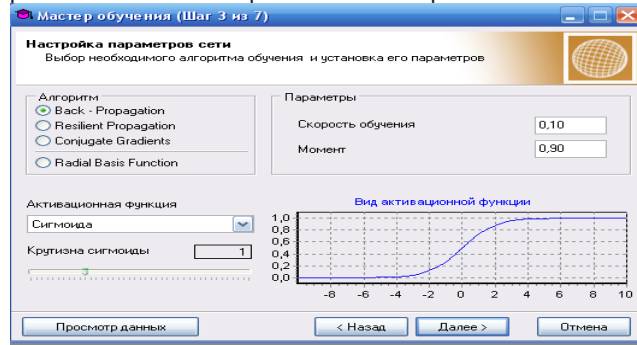 Мастер обучения (Шаг 3 из 7)
Настройка параметров сети
Выбор необходимого алгоритма обучения и установка его параметров
Алгоритм
Back - Propagation
Resilient Propagation
Conjugate Gradients
Radial Basis Function
Параметры
Скорость обучения 0,10
Момент 0,90
Активационная функция
Сигмоида
Крутизна сигмоиды 1
Вид активационной функции
1,0
0,8
0,6
0,4
0,2
0,0
-8 -6 -4 -2 0 2 4 6 8 10
Просмотр данных
< Назад
Далее >
Отмена